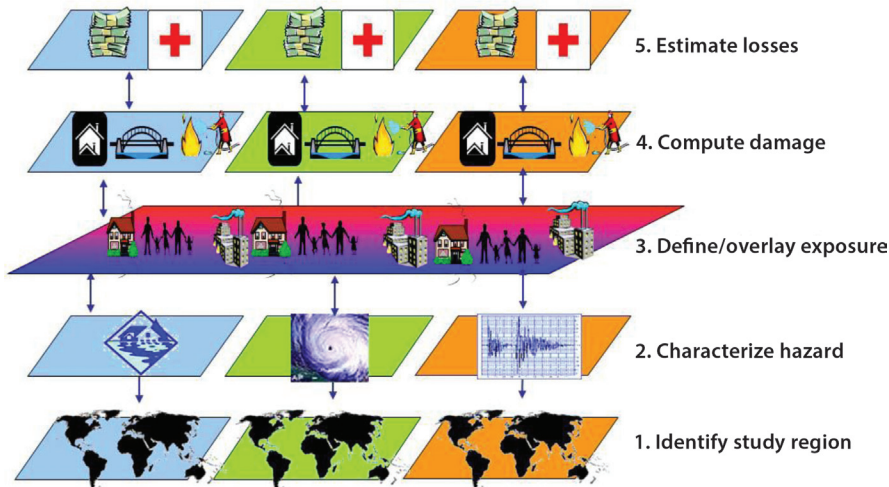 5. Estimate losses
4. Compute damage
3. Define/overlay exposure
2. Characterize hazard
1. Identify study region